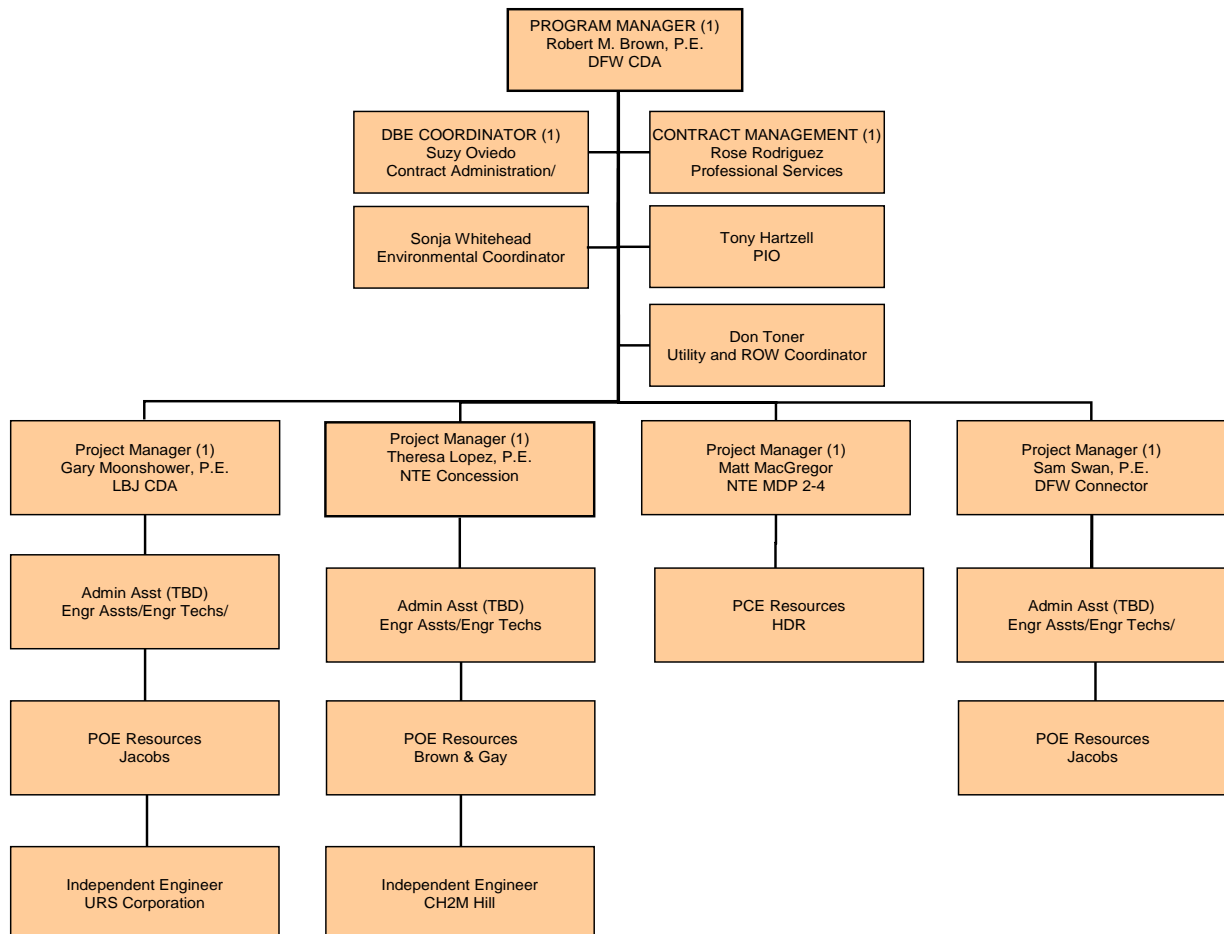 PROGRAM MANAGER (1)
Robert M. Brown, P.E.
DFW CDA
DBE COORDINATOR (1)
Suzy Oviedo
Contract Administration/
CONTRACT MANAGEMENT (1)
Rose Rodriguez
Professional Services
Sonja Whitehead
Environmental Coordinator
Tony Hartzell
PIO
Don Toner
Utility and ROW Coordinator
Project Manager (1)
Gary Moonshower, P.E.
LBJ CDA
Project Manager (1)
Theresa Lopez, P.E.
NTE Concession
Project Manager (1)
Matt MacGregor
NTE MDP 2-4
Project Manager (1)
Sam Swan, P.E.
DFW Connector
Admin Asst (TBD)
Engr Assts/Engr Techs/
Admin Asst (TBD)
Engr Assts/Engr Techs
PCE Resources
HDR
Admin Asst (TBD)
Engr Assts/Engr Techs/
POE Resources
Jacobs
POE Resources
Brown & Gay
POE Resources
Jacobs
Independent Engineer
URS Corporation
Independent Engineer
CH2M Hill